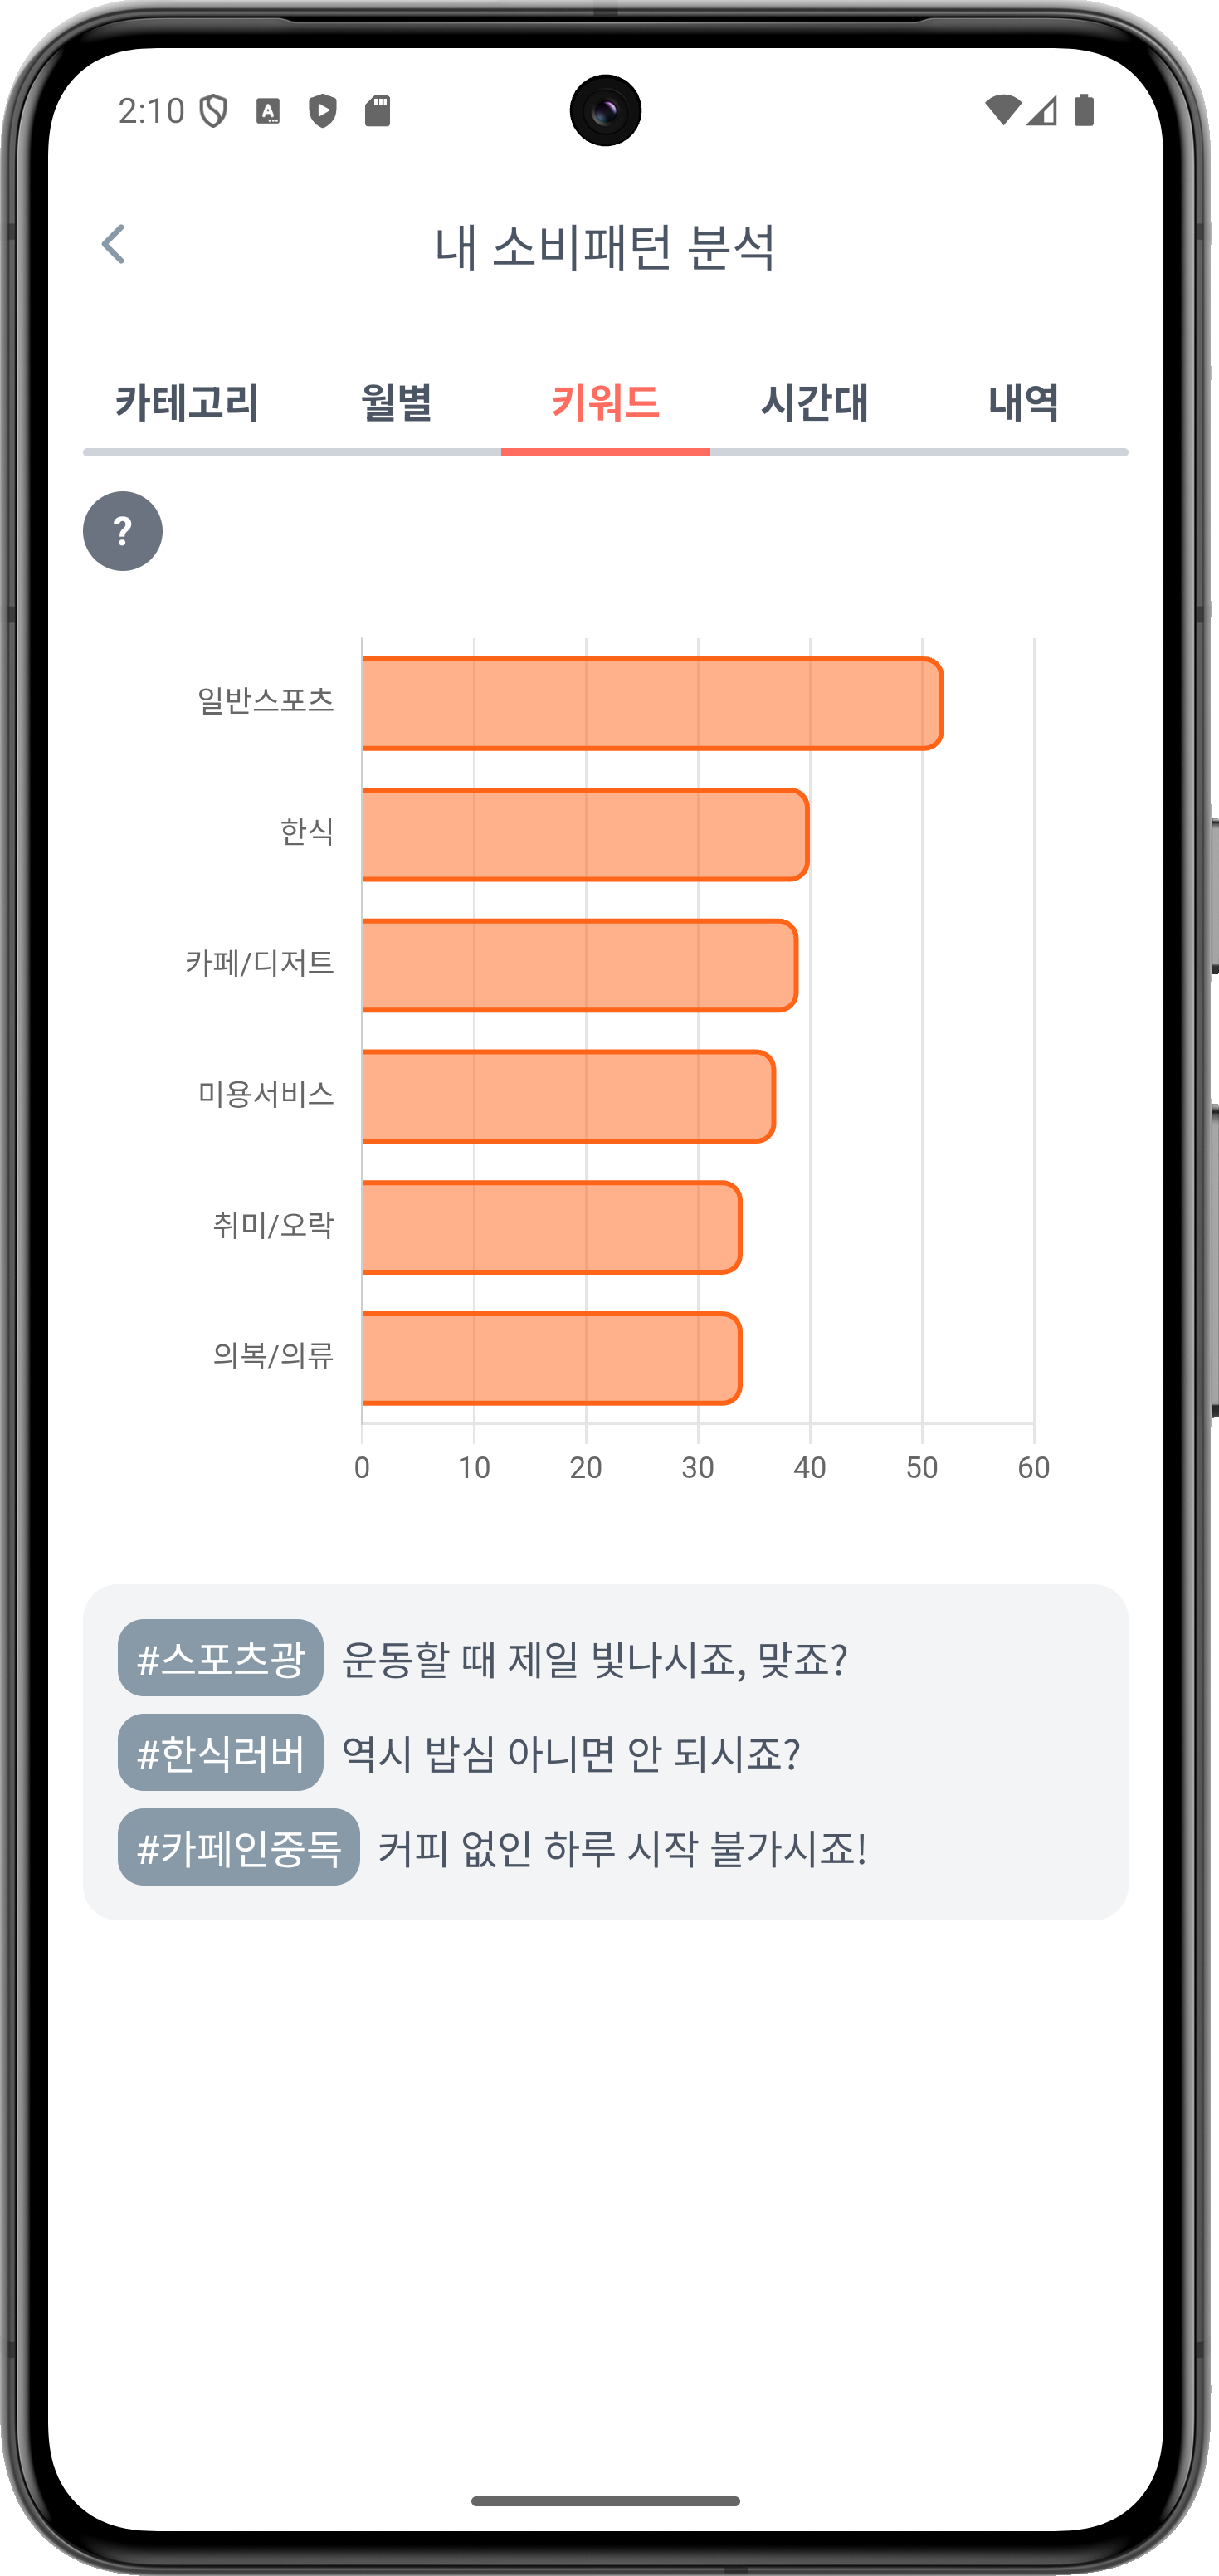 2:10
내 소비패턴 분석
카테고리 월별 키워드 시간대 내역
?
일반스포츠
한식
카페/디저트
미용서비스
취미/오락
의복/의류
0 10 20 30 40 50 60
#스포츠광 운동할 때 제일 빛나시죠, 맞죠?
#한식러버 역시 밥심 아니면 안 되시죠?
#카페인중독 커피 없인 하루 시작 불가시죠!